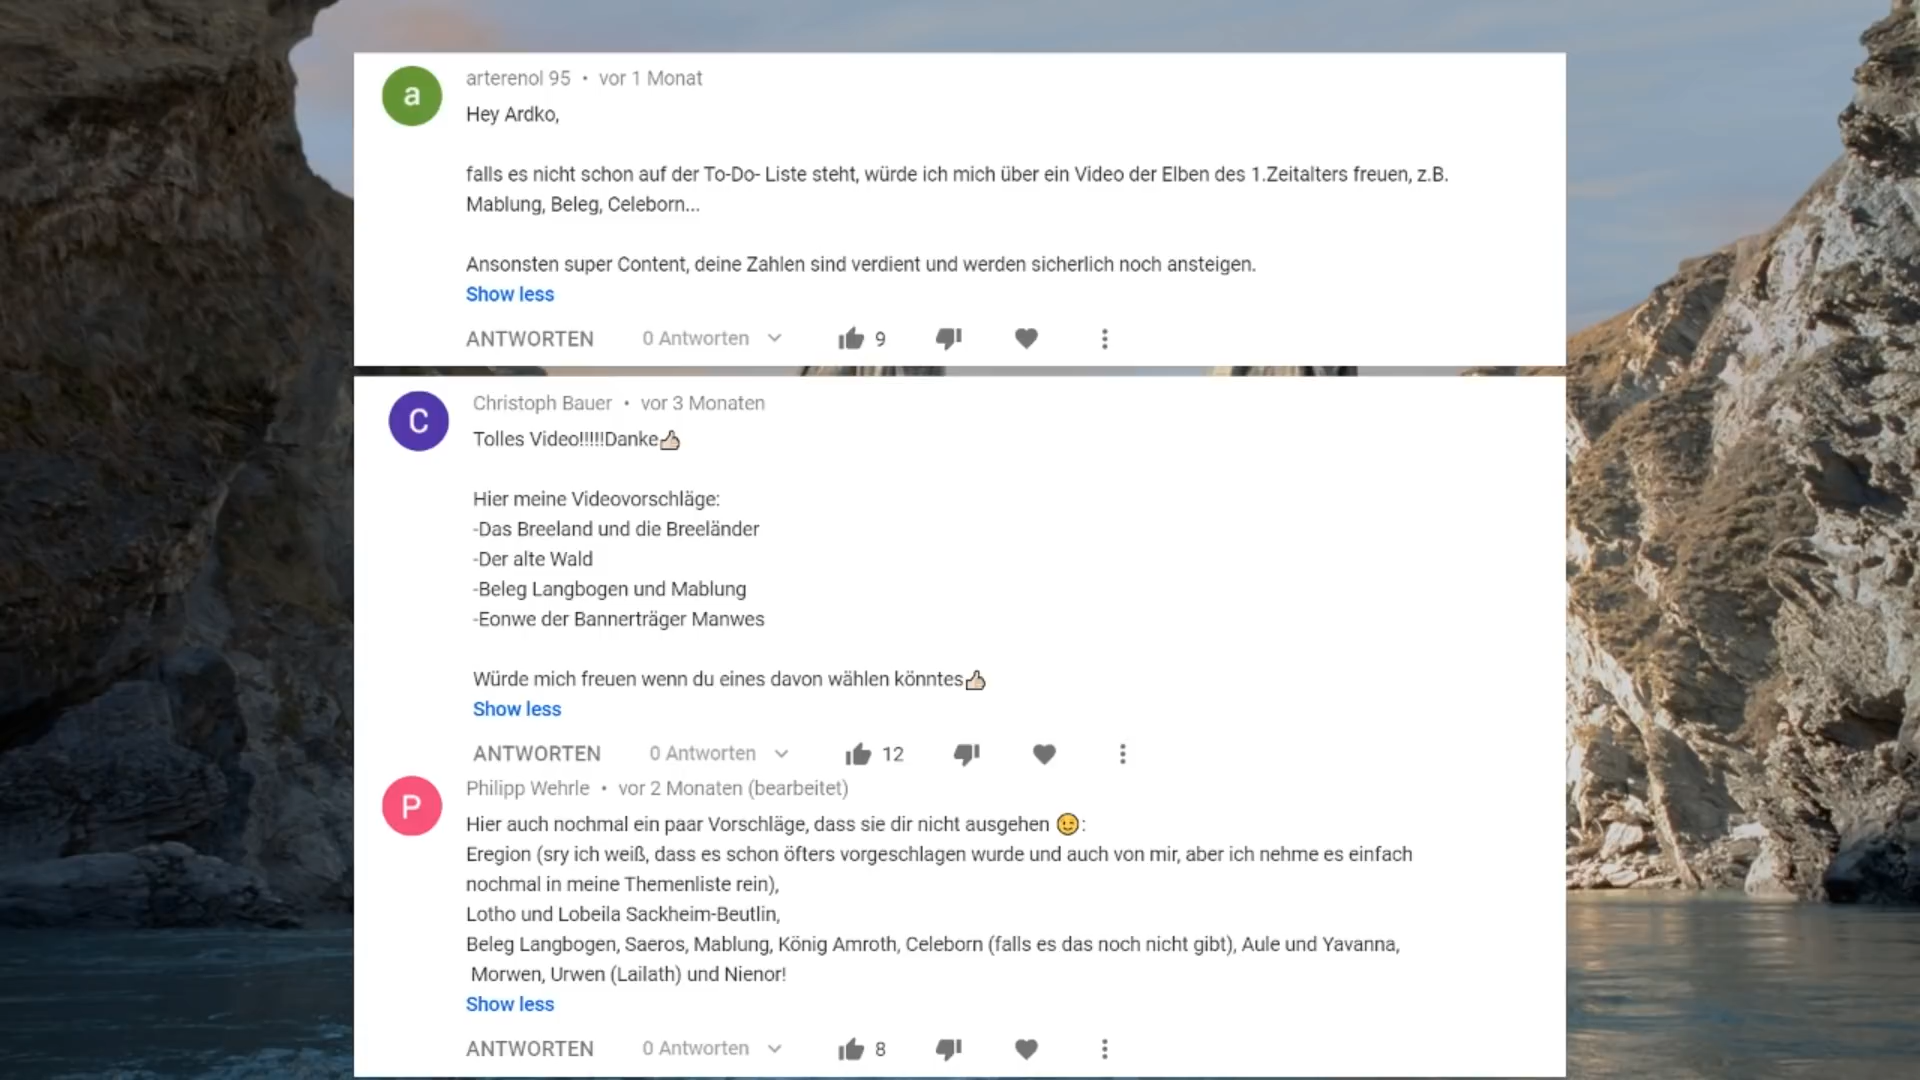 a
arterenol 95 • vor 1 Monat
Hey Ardko,
falls es nicht schon auf der To-Do- Liste steht, würde ich mich über ein Video der Elben des 1.Zeitalters freuen, z.B.
Mablung, Beleg, Celeborn...
Ansonsten super Content, deine Zahlen sind verdient und werden sicherlich noch ansteigen.
Show less
ANTWORTEN 0 Antworten 9
C
Christoph Bauer • vor 3 Monaten
Tolles Video!!!!!Danke👍🏻
Hier meine Videovorschläge:
-Das Breeland und die Breeländer
-Der alte Wald
-Beleg Langbogen und Mablung
-Eonwe der Bannerträger Manwes
Würde mich freuen wenn du eines davon wählen könntes👍🏻
Show less
ANTWORTEN 0 Antworten 12
P
Philipp Wehrle • vor 2 Monaten (bearbeitet)
Hier auch nochmal ein paar Vorschläge, dass sie dir nicht ausgehen 😉:
Eregion (sry ich weiß, dass es schon öfters vorgeschlagen wurde und auch von mir, aber ich nehme es einfach
nochmal in meine Themenliste rein),
Lotho und Lobeila Sackheim-Beutlin,
Beleg Langbogen, Saeros, Mablung, König Amroth, Celeborn (falls es das noch nicht gibt), Aule und Yavanna,
Morwen, Urwen (Lailath) und Nienor!
Show less
ANTWORTEN 0 Antworten 8